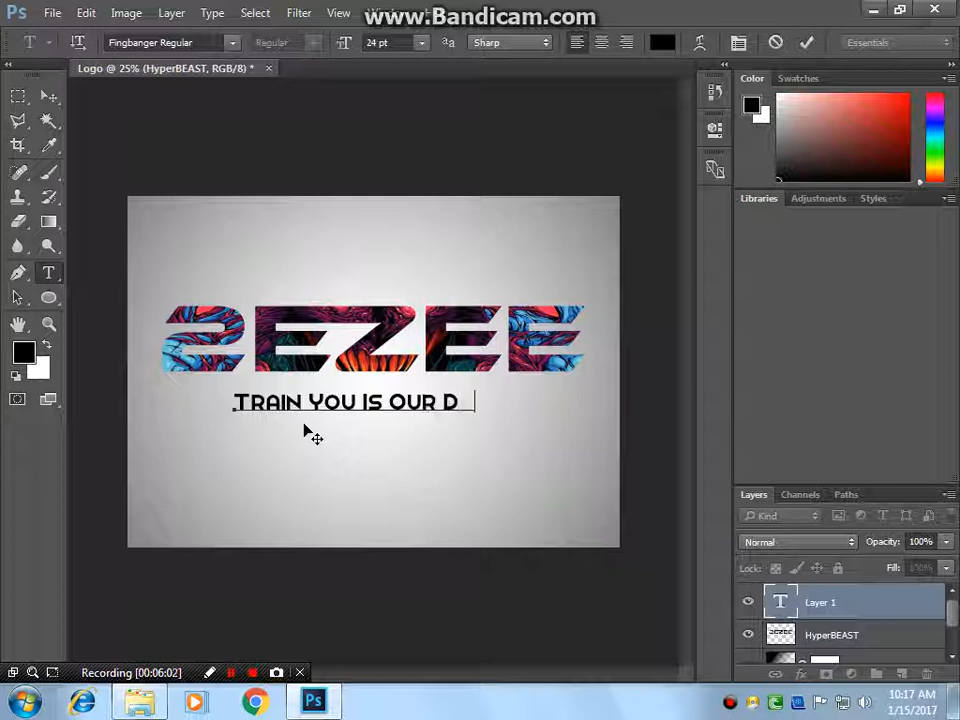 www.Bandicam.com
Ps File Edit Image Layer Type Select Filter View
Fingbanger Regular Regular 24 pt Sharp Essentials
Logo @ 25% (HyperBEAST, RGB/8) *
Color Swatches
Libraries Adjustments Styles
2EZEE
Train You is our D
Layers Channels Paths
Kind
Normal Opacity: 100%
Lock: Fill: 100%
Layer 1
HyperBEAST
Recording [00:06:02]
10:17 AM
1/15/2017